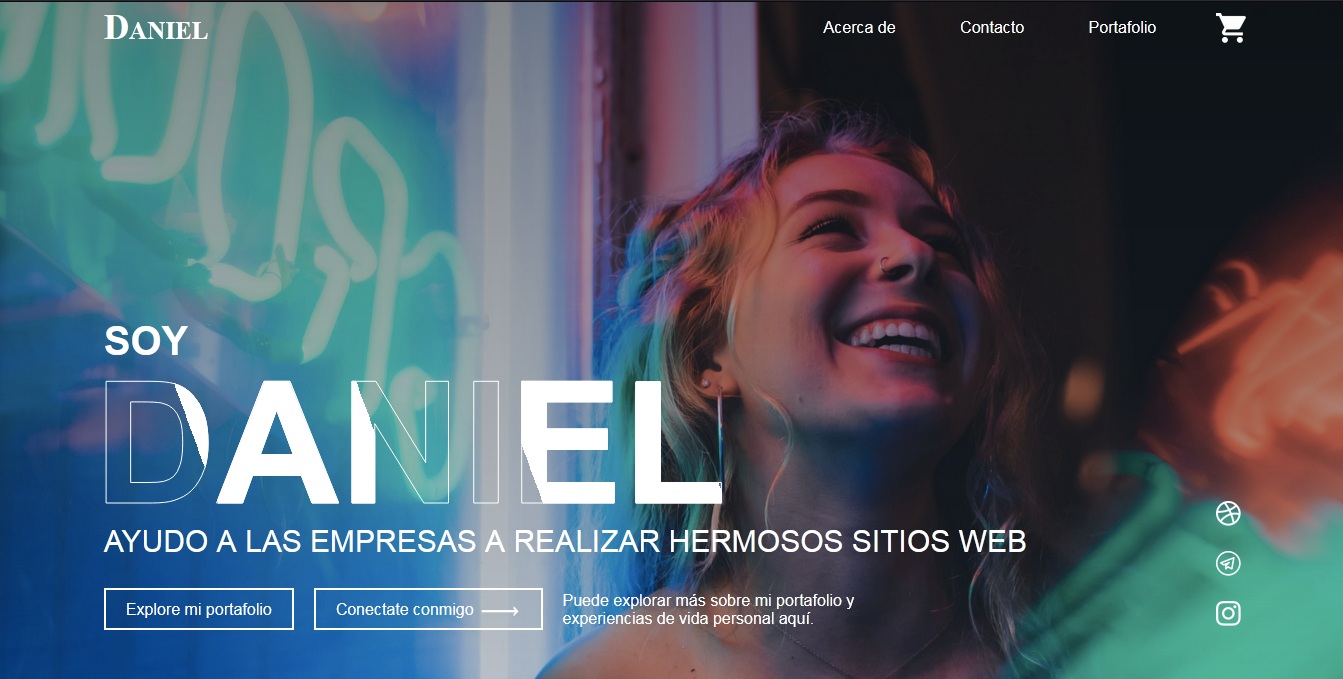 DANIEL
Acerca de
Contacto
Portafolio
SOY
DANIEL
AYUDO A LAS EMPRESAS A REALIZAR HERMOSOS SITIOS WEB
Explore mi portafolio
Conectate conmigo
Puede explorar más sobre mi portafolio y
experiencias de vida personal aquí.